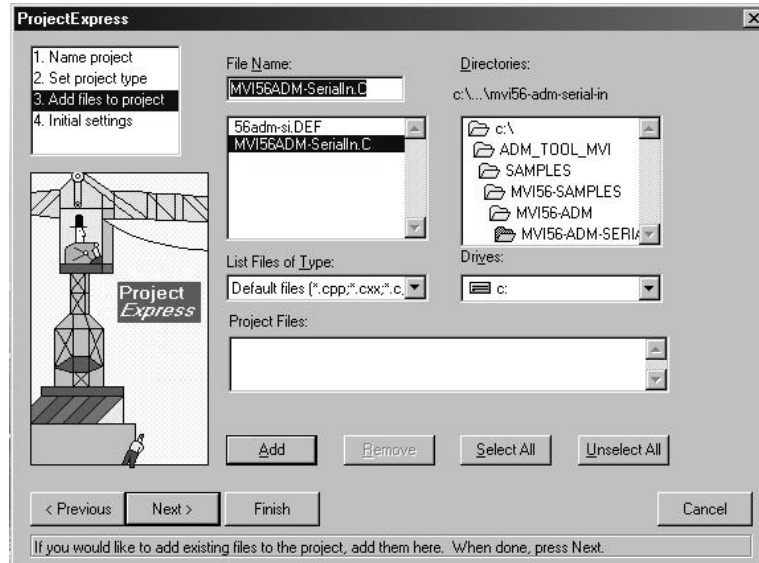 ProjectExpress
1. Name project
2. Set project type
3. Add files to project
4. Initial settings
Project
Express
File Name:
MVI56ADM-SerialIn.C
56adm-si.DEF
MVI56ADM-SerialIn.C
List Files of Type:
Default files (*.cpp;*.cxx;*.c,
Directories:
c:\...\mvi56-adm-serial-in
c:\
ADM_TOOL_MVI
SAMPLES
MVI56-SAMPLES
MVI56-ADM
MVI56-ADM-SERIA
Drives:
c:
Project Files:
Add
Remove
Select All
Unselect All
< Previous
Next >
Finish
Cancel
If you would like to add existing files to the project, add them here. When done, press Next.